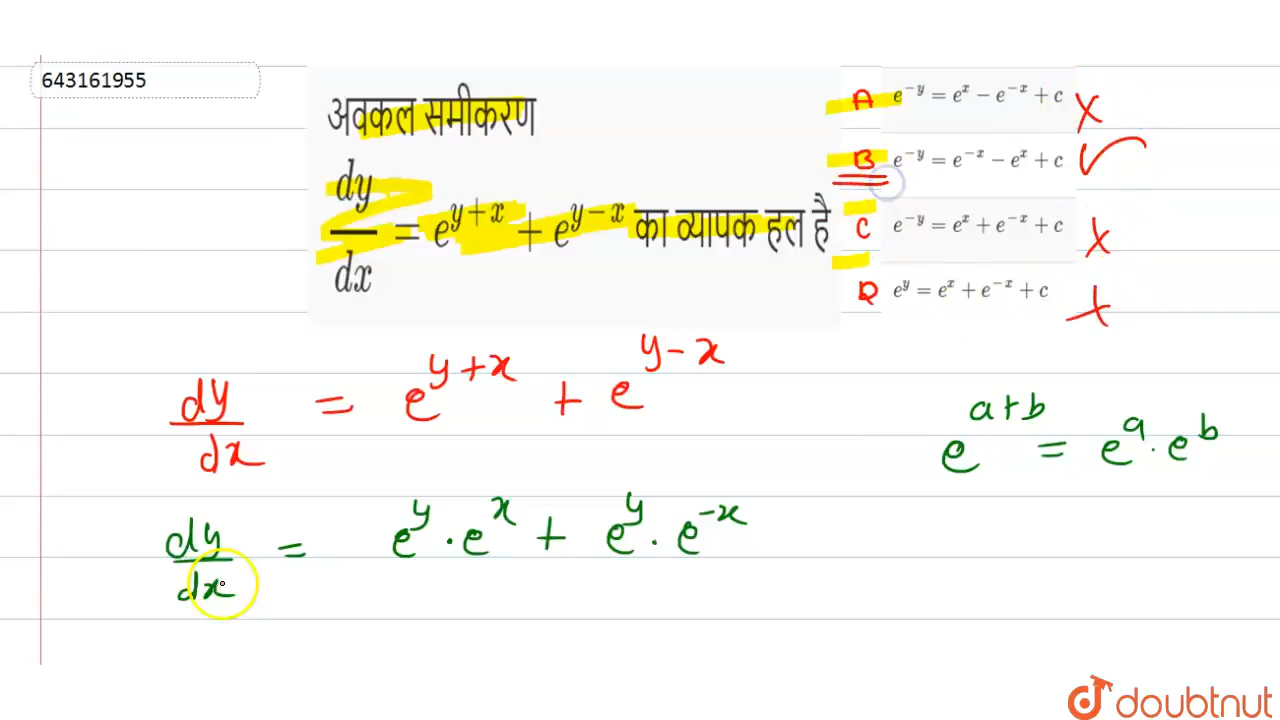 643161955
अवकल समीकरण
dy/dx = e^{y+x} + e^{y-x} का व्यापक हल है
A e^{-y} = e^x − e^{-x} + c
B e^{-y} = e^{-x} − e^x + c
C e^{-y} = e^x + e^{-x} + c
D e^y = e^x + e^{-x} + c
dy/dx = e^{y+x} + e^{y-x}
e^{a+b} = e^a . e^b
dy/dx = e^y . e^x + e^y . e^{-x}
doubtnut